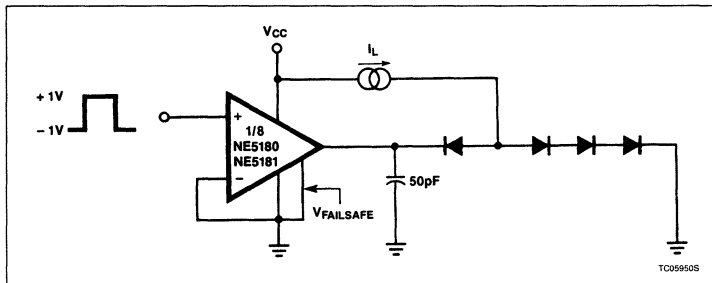 VCC
IL
+ 1V
− 1V
+
1/8
NE5180
NE5181
−
50pF
VFAILSAFE
TC05950S